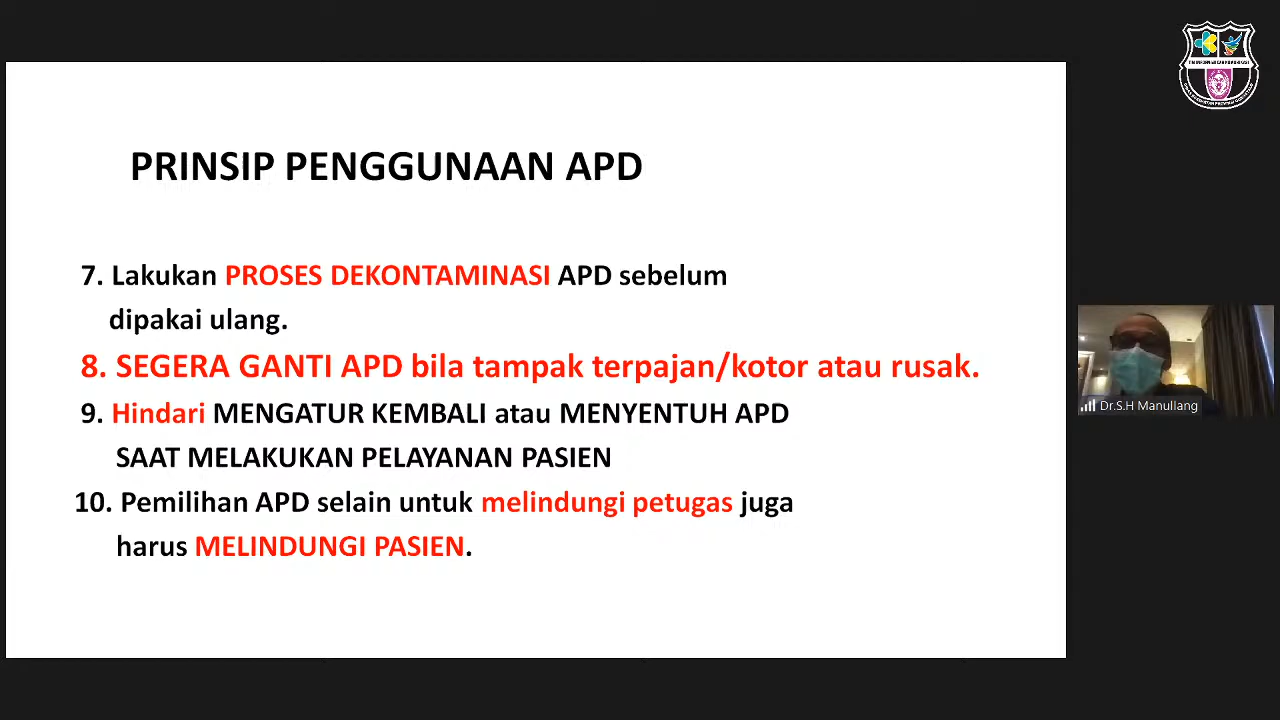 PRINSIP PENGGUNAAN APD
7. Lakukan PROSES DEKONTAMINASI APD sebelum
dipakai ulang.
8. SEGERA GANTI APD bila tampak terpajan/kotor atau rusak.
9. Hindari MENGATUR KEMBALI atau MENYENTUH APD
SAAT MELAKUKAN PELAYANAN PASIEN
10. Pemilihan APD selain untuk melindungi petugas juga
harus MELINDUNGI PASIEN.
Dr.S.H Manullang